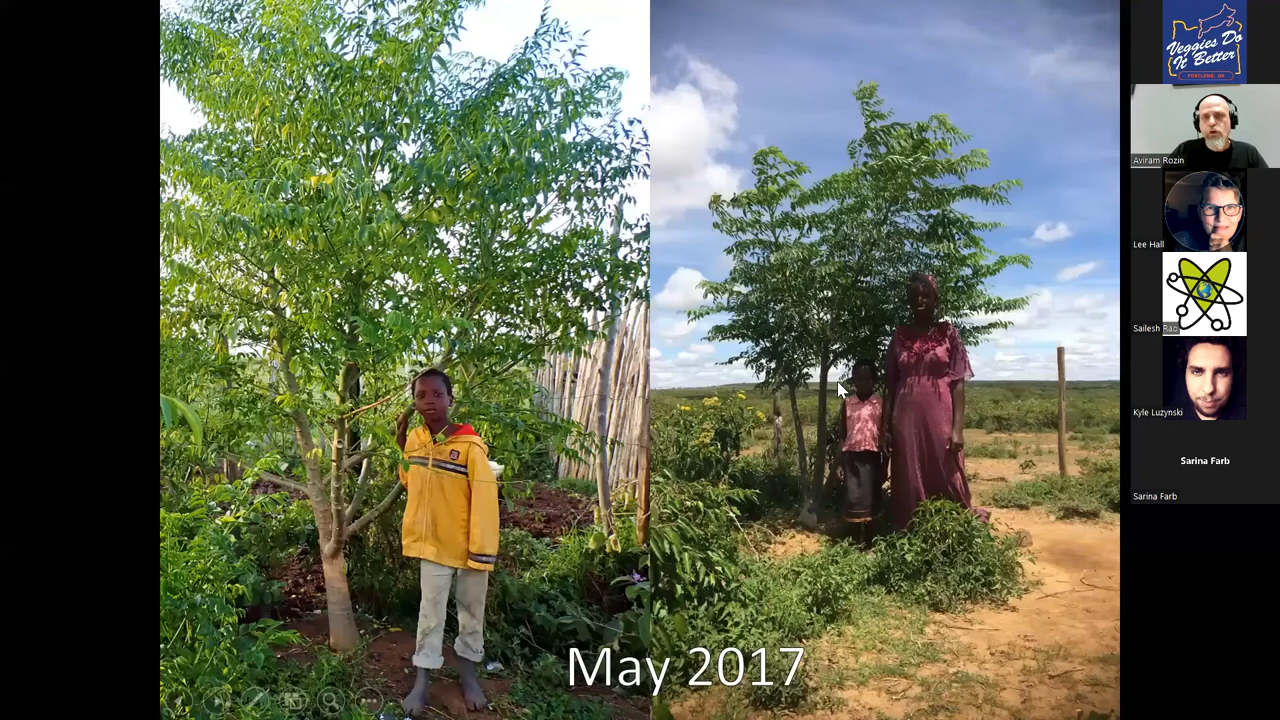 May 2017
Veggies Do
It Better
PORTLAND, OR
Aviram Rozin
Lee Hall
Sailesh Rao
Kyle Luzynski
Sarina Farb
Sarina Farb